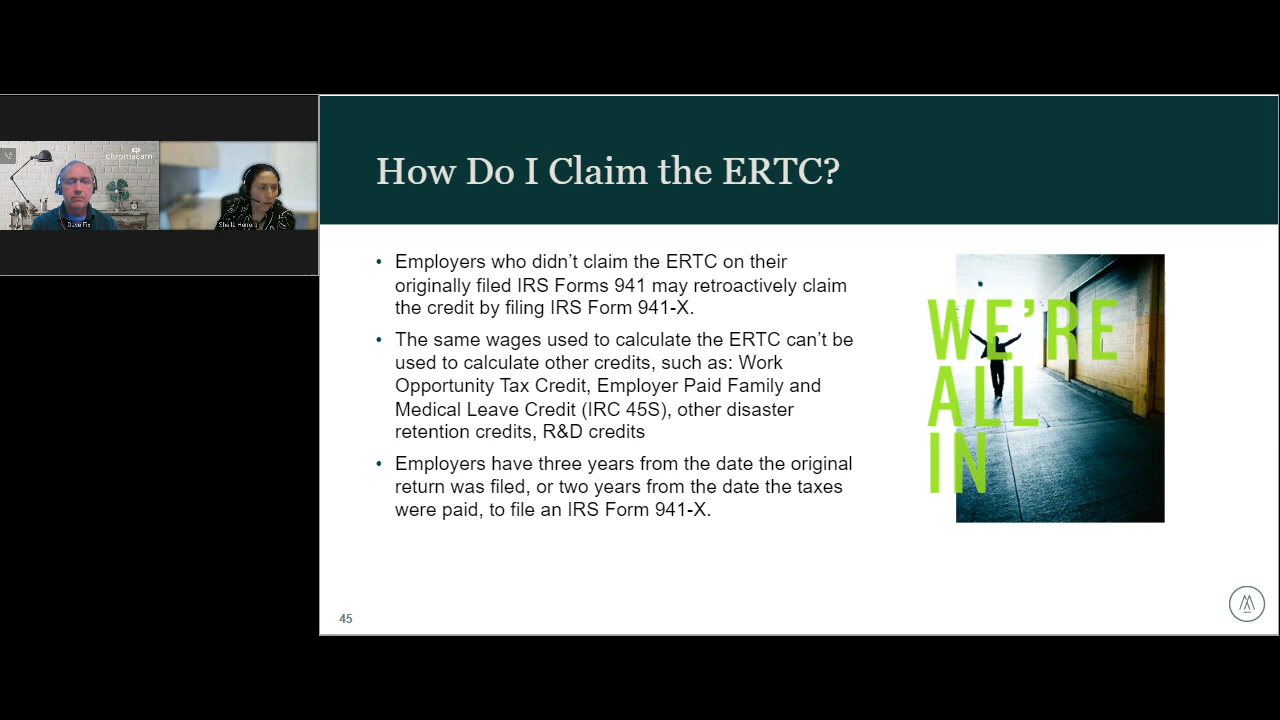 chromacam
Dave Fix
How Do I Claim the ERTC?
• Employers who didn’t claim the ERTC on their
originally filed IRS Forms 941 may retroactively claim
the credit by filing IRS Form 941-X.
• The same wages used to calculate the ERTC can’t be
used to calculate other credits, such as: Work
Opportunity Tax Credit, Employer Paid Family and
Medical Leave Credit (IRC 45S), other disaster
retention credits, R&D credits
• Employers have three years from the date the original
return was filed, or two years from the date the taxes
were paid, to file an IRS Form 941-X.
WE’RE
ALL
IN
45